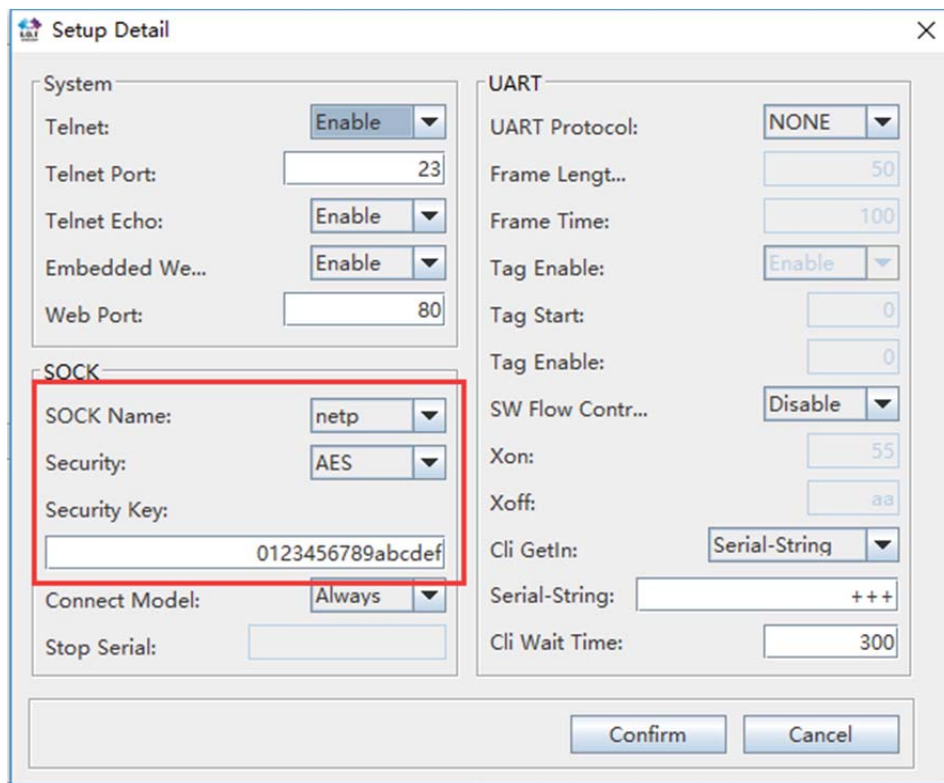 Setup Detail
System
Telnet: Enable
Telnet Port: 23
Telnet Echo: Enable
Embedded We... Enable
Web Port: 80
SOCK
SOCK Name: netp
Security: AES
Security Key:
0123456789abcdef
Connect Model: Always
Stop Serial:
UART
UART Protocol: NONE
Frame Lengt... 50
Frame Time: 100
Tag Enable: Enable
Tag Start: 0
Tag Enable: 0
SW Flow Contr... Disable
Xon: 55
Xoff: aa
Cli GetIn: Serial-String
Serial-String: +++
Cli Wait Time: 300
Confirm Cancel